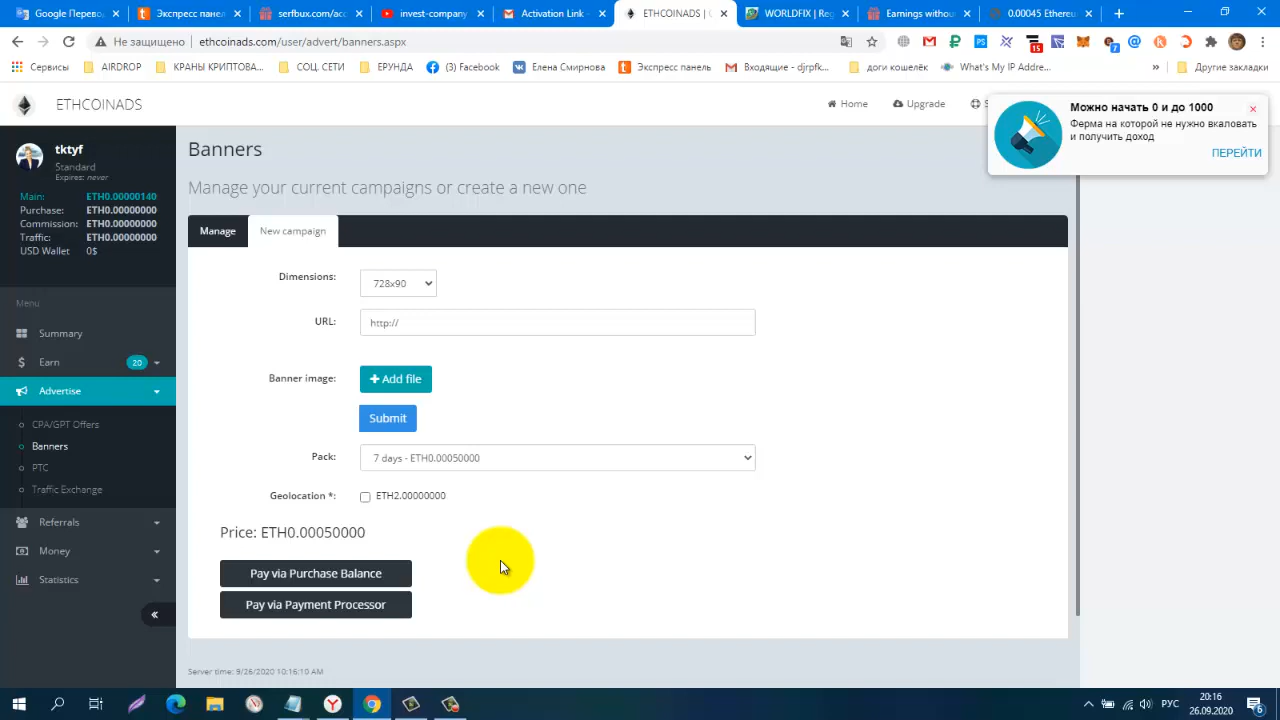 Google Перевод
Экспресс панел
serfbux.com/acc
invest-company
Activation Link -
ETHCOINADS | C
WORLDFIX | Reg
Earnings withou
0.00045 Ethereu
Не защищено | ethcoinads.com/user/advert/banners.aspx
15
7
Сервисы
AIRDROP
КРАНЫ КРИПТОВА...
СОЦ. СЕТИ
ЕРУНДА
(3) Facebook
Елена Смирнова
Экспресс панель
Входящие - djrpfk...
доги кошелёк
What's My IP Addre...
»
Другие закладки
ETHCOINADS
Home
Upgrade
Можно начать 0 и до 1000
Ферма на которой не нужно вкаловать
и получить доход
ПЕРЕЙТИ
tktyf
Standard
Expires: never
Main: ETH0.00000140
Purchase: ETH0.00000000
Commission: ETH0.00000000
Traffic: ETH0.00000000
USD Wallet 0$
Menu
Summary
Earn 20
Advertise
CPA/GPT Offers
Banners
PTC
Traffic Exchange
Referrals
Money
Statistics
«
Banners
Manage your current campaigns or create a new one
Manage
New campaign
Dimensions: 728x90
URL: http://
Banner image: + Add file
Submit
Pack: 7 days - ETH0.00050000
Geolocation *: ETH2.00000000
Price: ETH0.00050000
Pay via Purchase Balance
Pay via Payment Processor
Server time: 9/26/2020 10:16:10 AM
РУС
20:16
26.09.2020
6